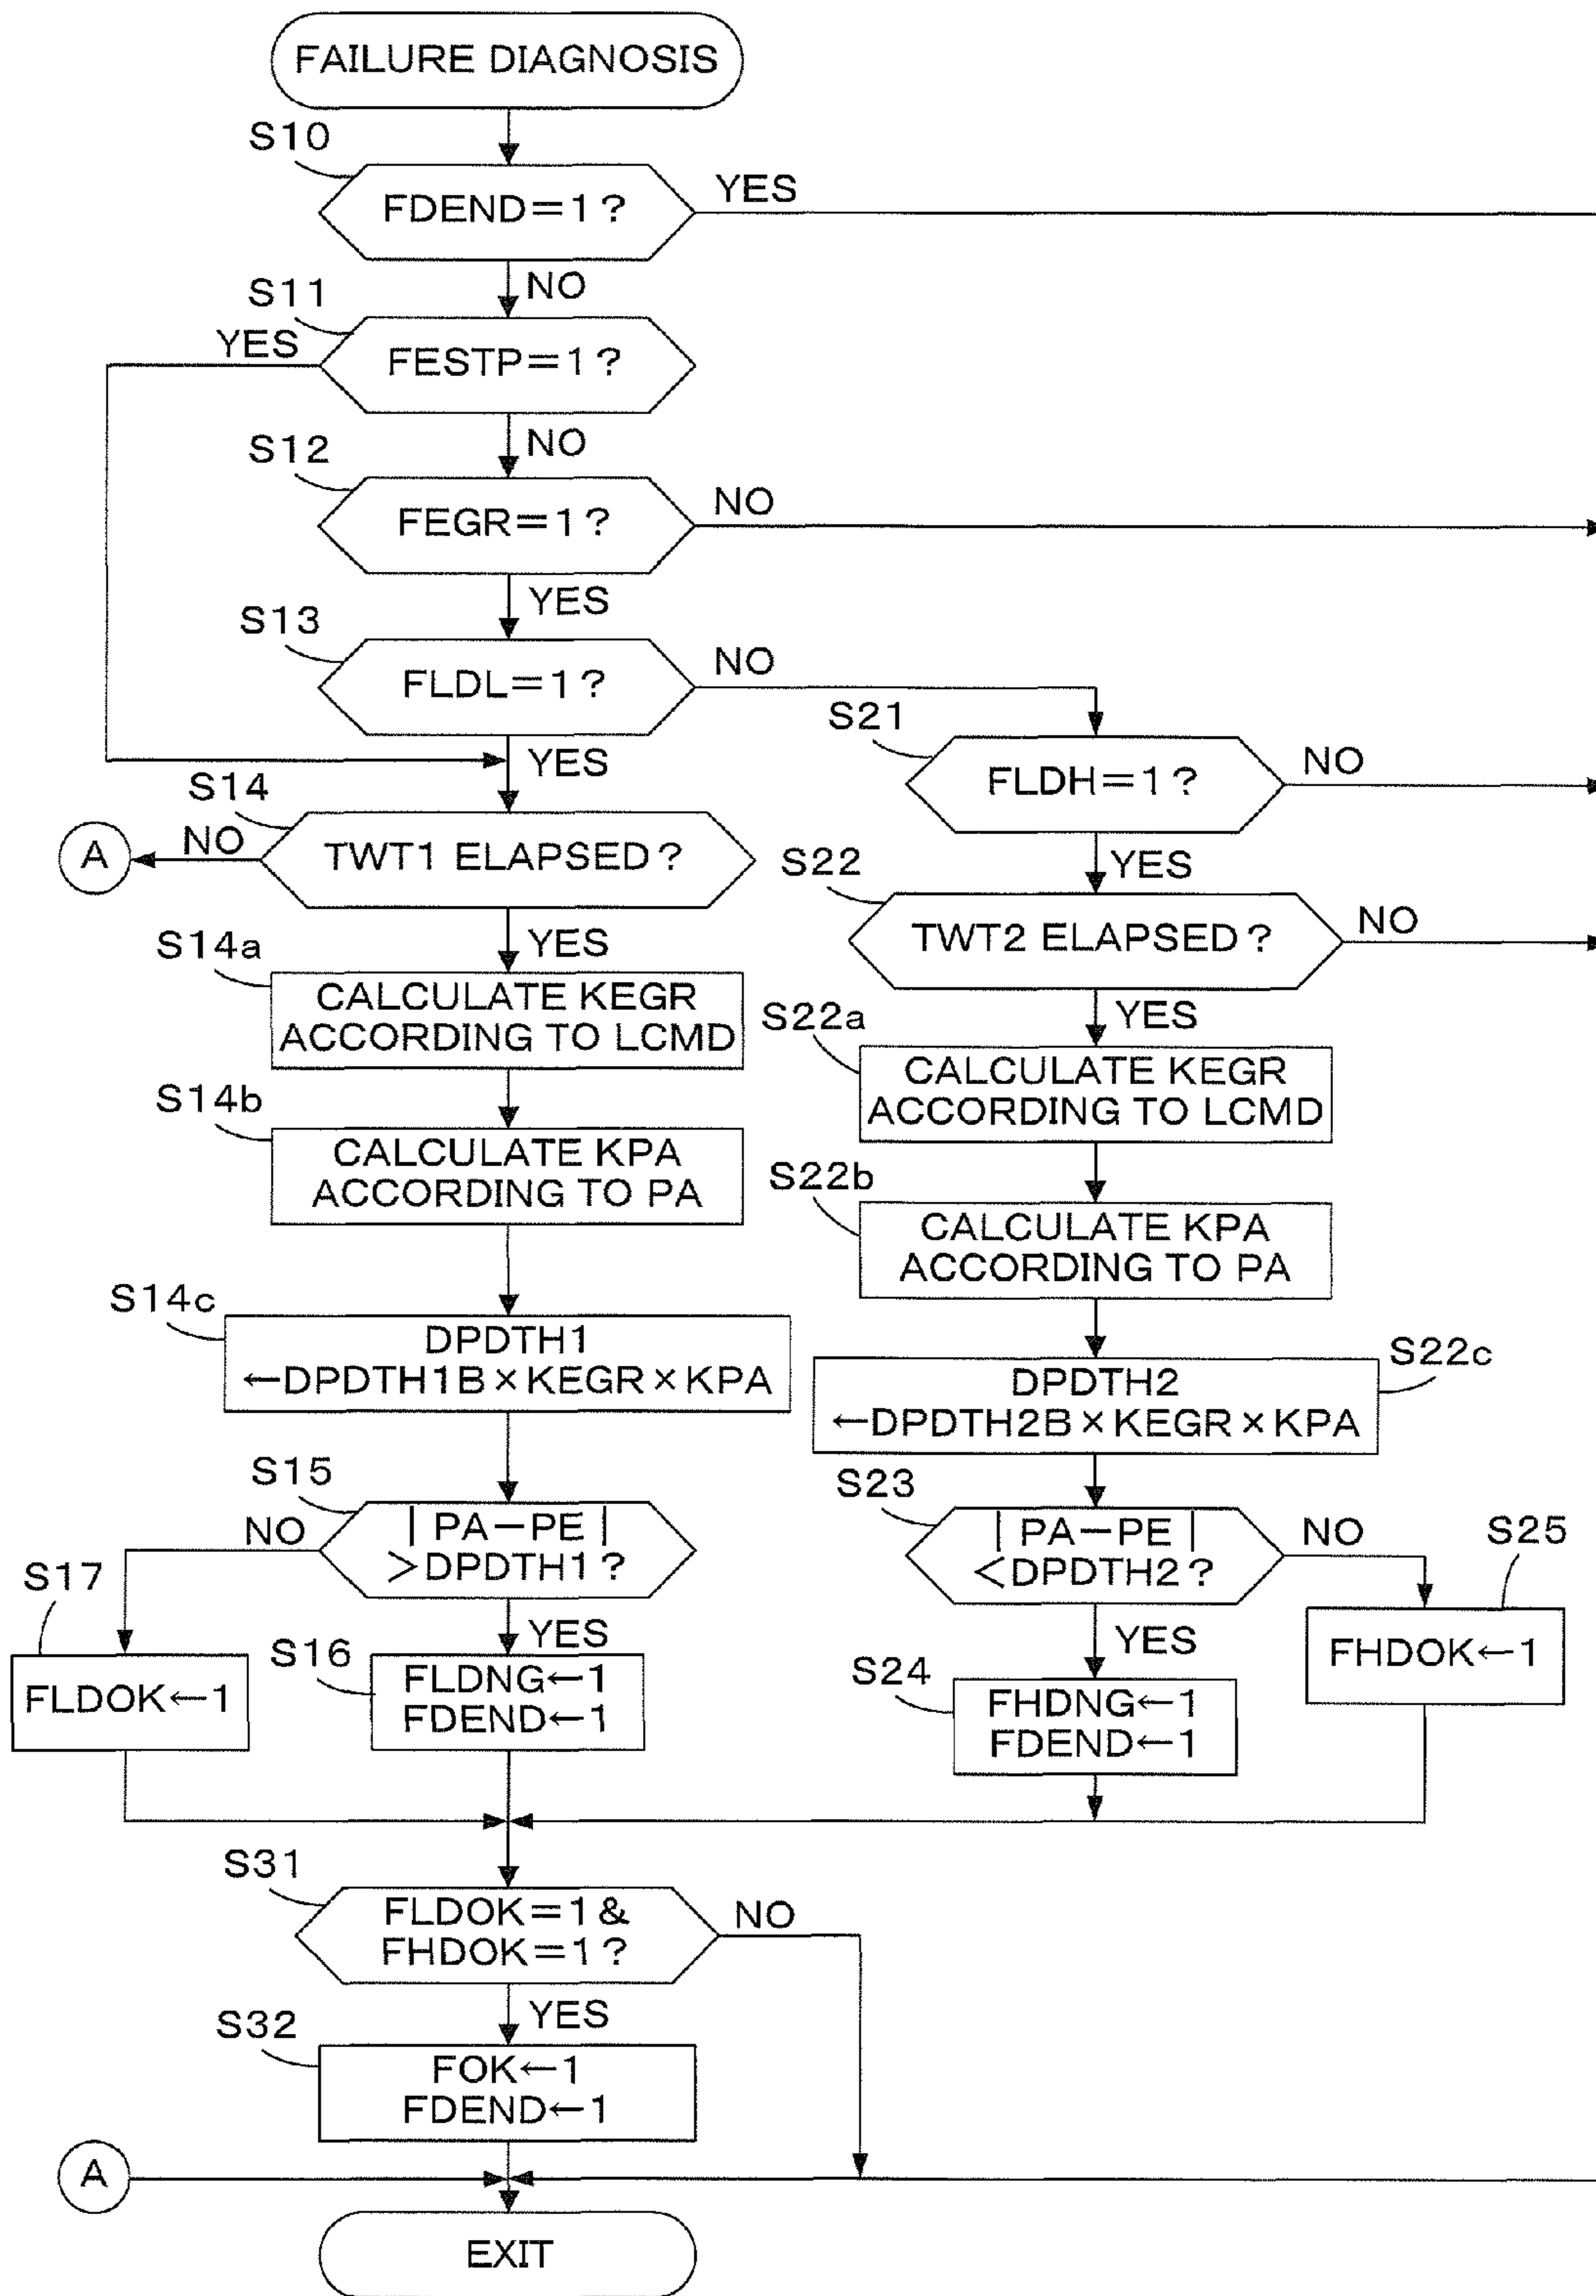 FAILURE DIAGNOSIS
S10
FDEND=1?
YES
NO
S11
YES
FESTP=1?
NO
S12
FEGR=1?
NO
YES
S13
FLDL=1?
NO
YES
S14
TWT1 ELAPSED?
NO
A
YES
S14a
CALCULATE KEGR
ACCORDING TO LCMD
S14b
CALCULATE KPA
ACCORDING TO PA
S14c
DPDTH1
←DPDTH1B×KEGR×KPA
S15
| PA-PE |
>DPDTH1?
NO
YES
S17
FLDOK←1
S16
FLDNG←1
FDEND←1
S21
FLDH=1?
NO
YES
S22
TWT2 ELAPSED?
NO
YES
S22a
CALCULATE KEGR
ACCORDING TO LCMD
S22b
CALCULATE KPA
ACCORDING TO PA
S22c
DPDTH2
←DPDTH2B×KEGR×KPA
S23
| PA-PE |
<DPDTH2?
NO
YES
S25
FHDOK←1
S24
FHDNG←1
FDEND←1
S31
FLDOK=1&
FHDOK=1?
NO
YES
S32
FOK←1
FDEND←1
A
EXIT